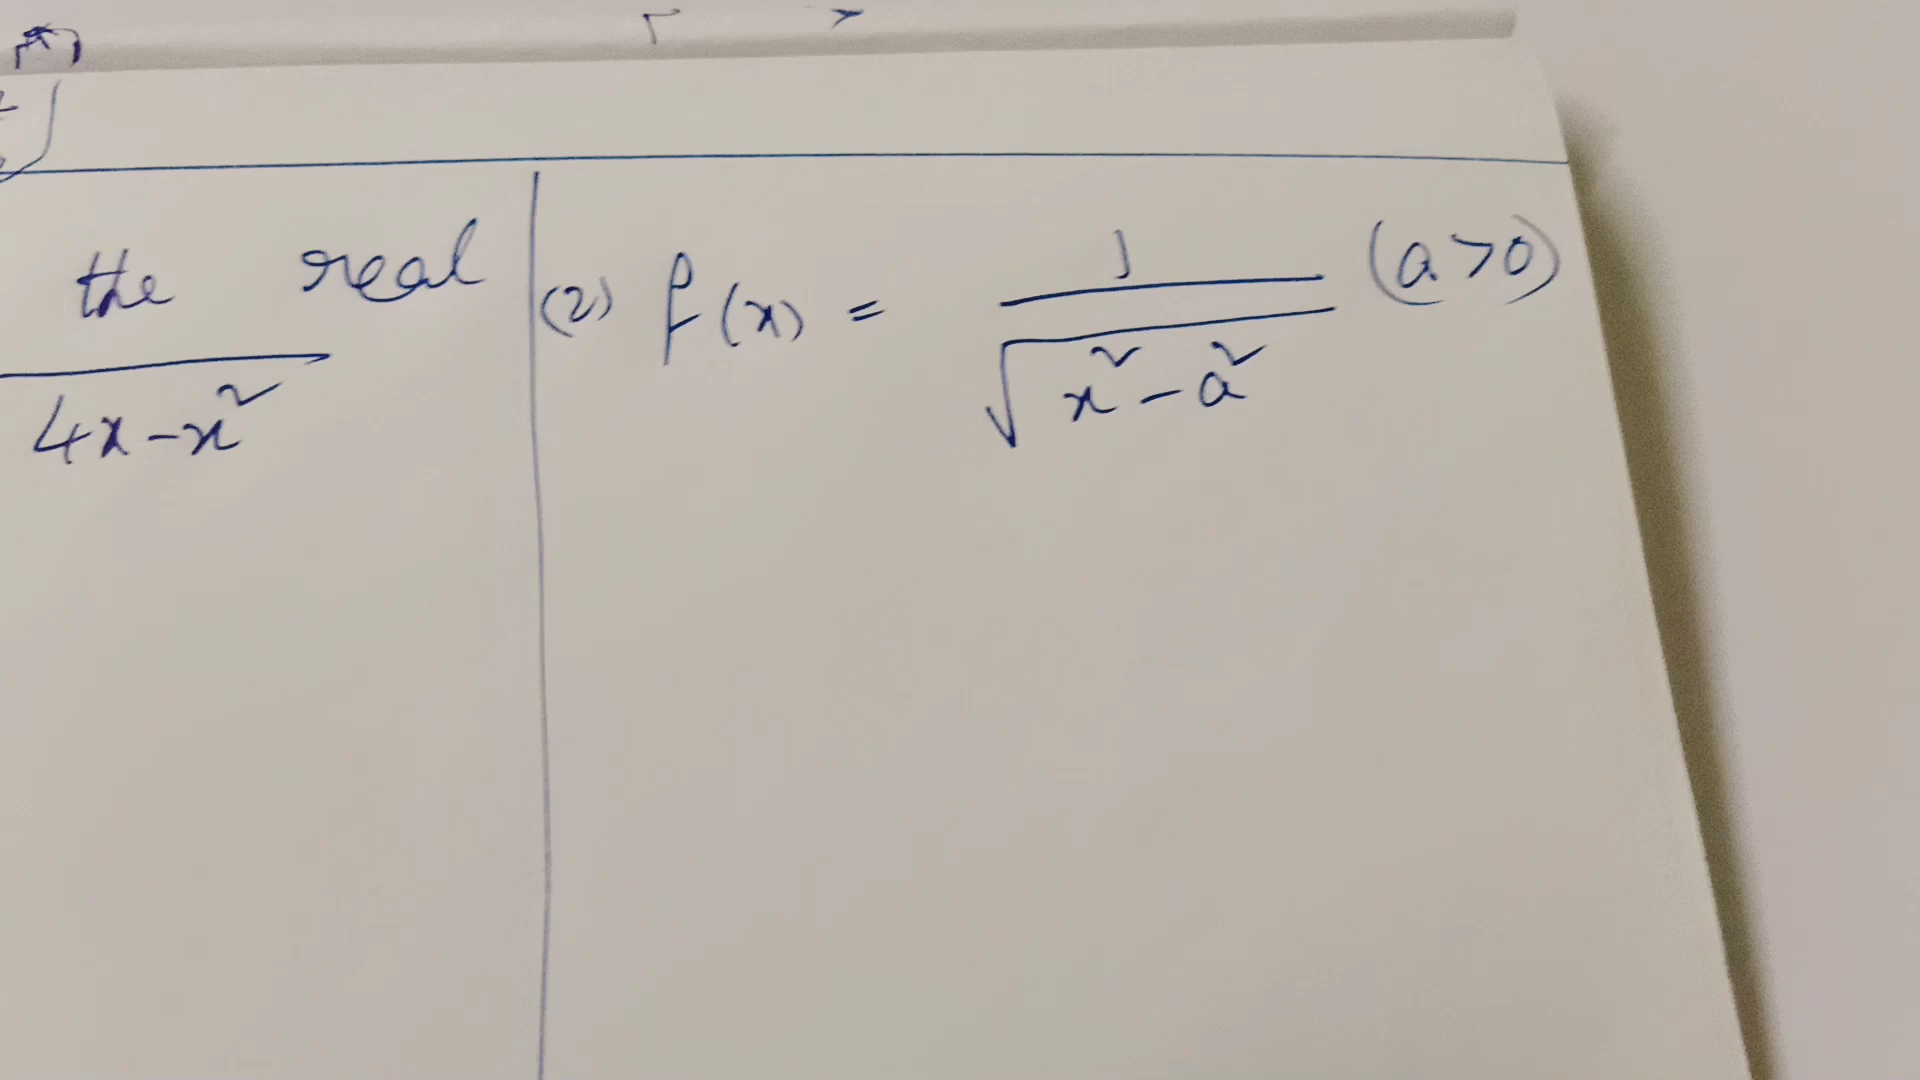 the real
4x-x²
(2) f(x) = 1/√(x²-a²) (a>0)